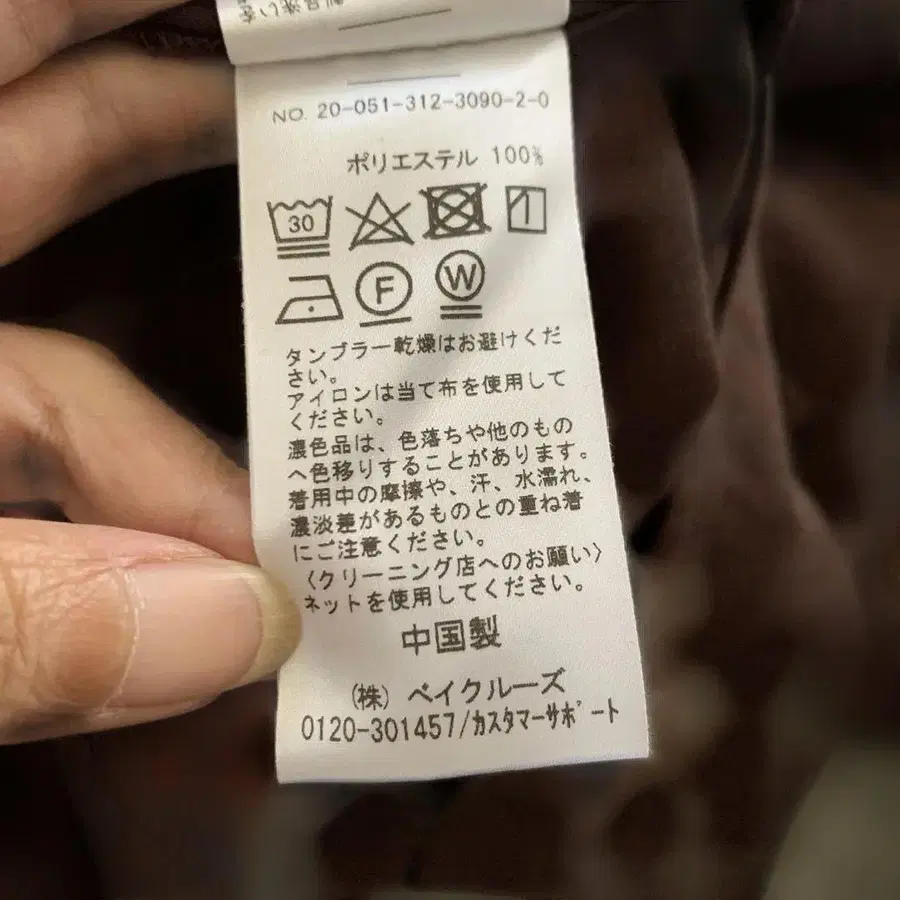 製品洗い
NO. 20-051-312-3090-2-0
ポリエステル 100%
30
F W
タンブラー乾燥はお避けくだ
さい。
アイロンは当て布を使用して
ください。
濃色品は、色落ちや他のもの
へ色移りすることがあります。
着用中の摩擦や、汗、水濡れ、
濃淡差があるものとの重ね着
にご注意ください。
〈クリーニング店へのお願い〉
ネットを使用してください。
中国製
(株) ベイクルーズ
0120-301457/カスタマーサポート